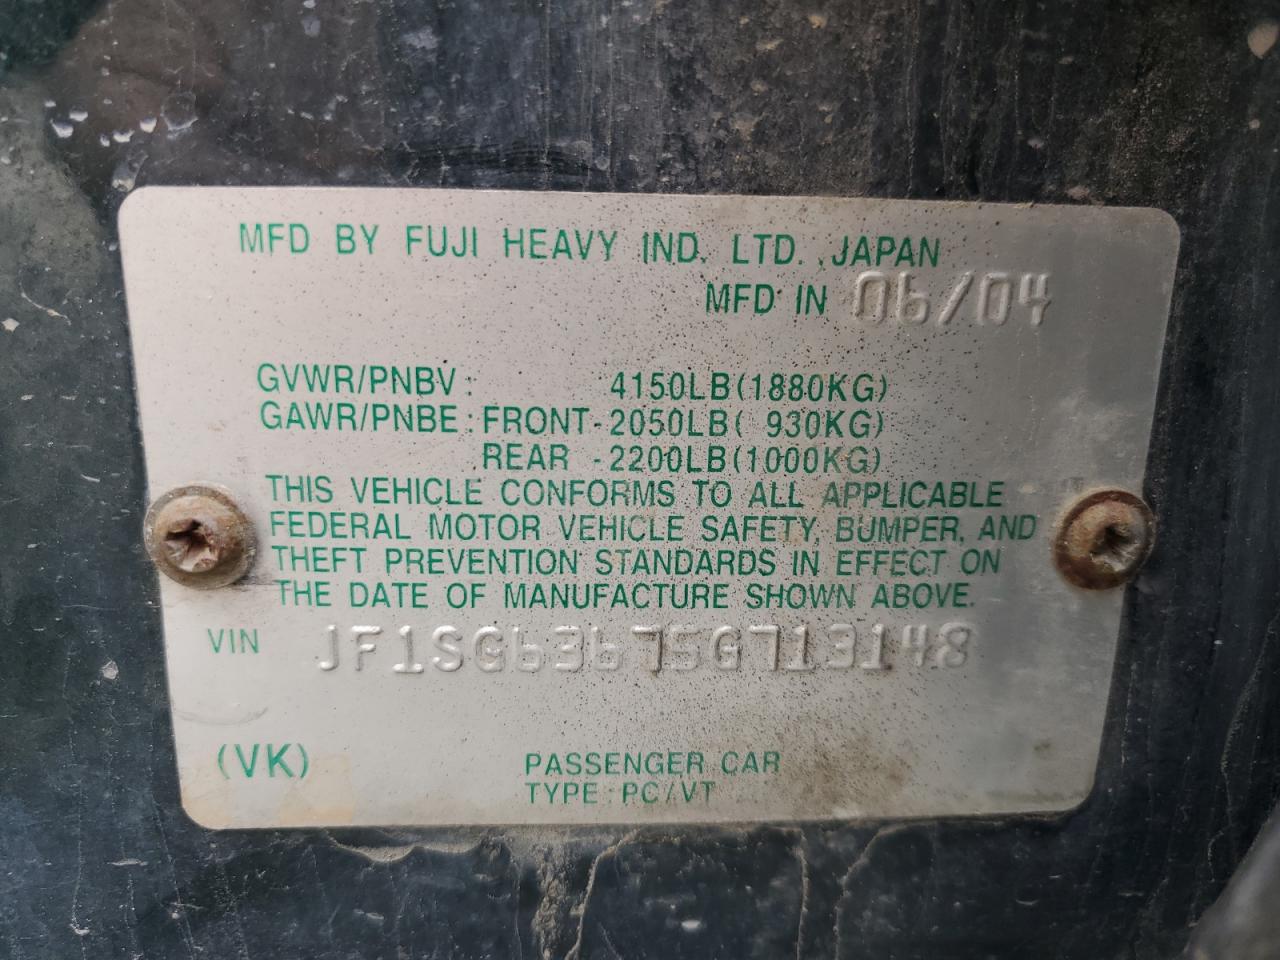 MFD BY FUJI HEAVY IND. LTD. JAPAN
MFD IN 06/04
GVWR/PNBV: 4150LB(1880KG)
GAWR/PNBE: FRONT-2050LB( 930KG)
REAR -2200LB(1000KG)
THIS VEHICLE CONFORMS TO ALL APPLICABLE
FEDERAL MOTOR VEHICLE SAFETY, BUMPER, AND
THEFT PREVENTION STANDARDS IN EFFECT ON
THE DATE OF MANUFACTURE SHOWN ABOVE.
VIN JF1SG63675G713148
(VK) PASSENGER CAR
TYPE : PC/VT